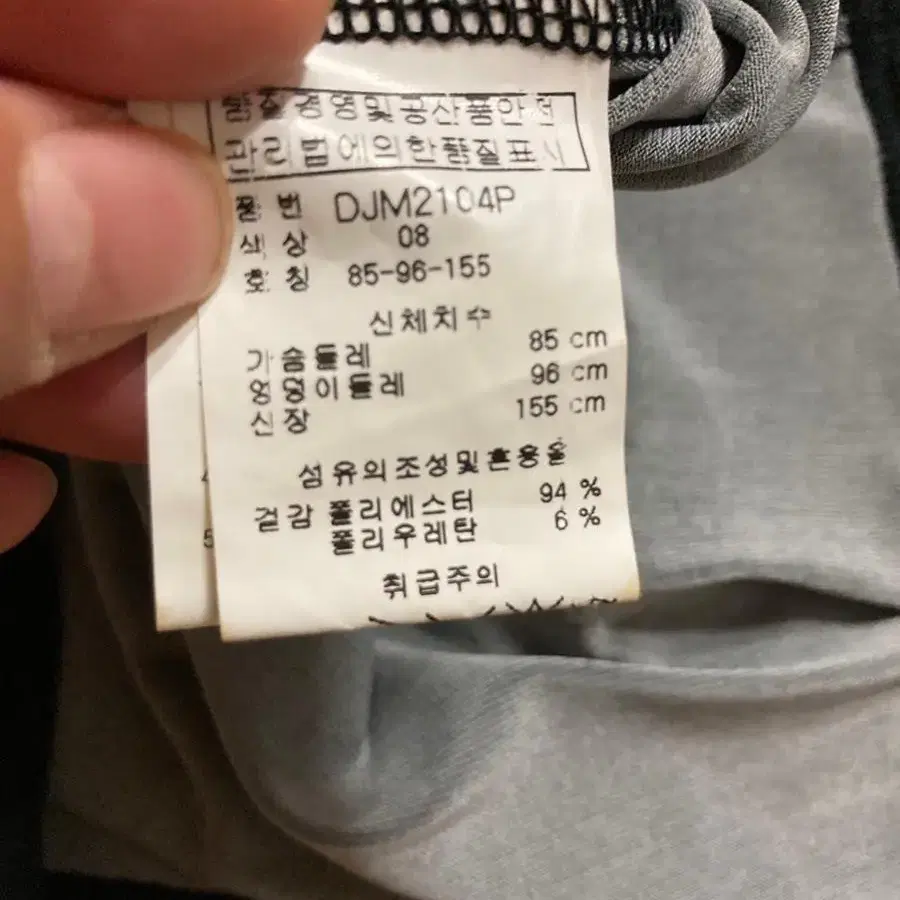 품질경영및공산품안전
관리법에의한품질표시
품 번 DJM2104P
색 상 08
호 칭 85-96-155
신체치수
가슴둘레 85 cm
엉덩이둘레 96 cm
신장 155 cm
섬유의조성및혼용율
겉감 폴리에스터 94 %
폴리우레탄 6 %
취급주의
4
5